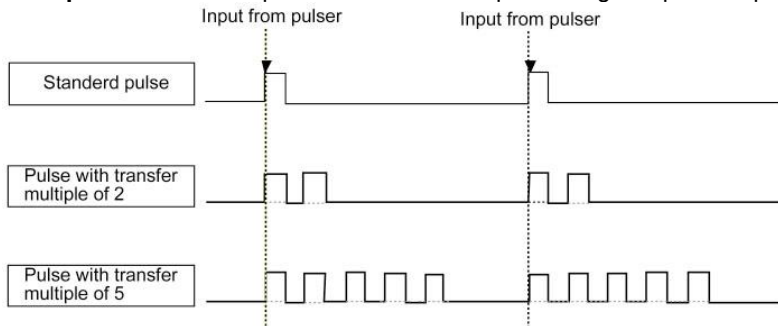 Input from pulser
Input from pulser
Standerd pulse
Pulse with transfer
multiple of 2
Pulse with transfer
multiple of 5